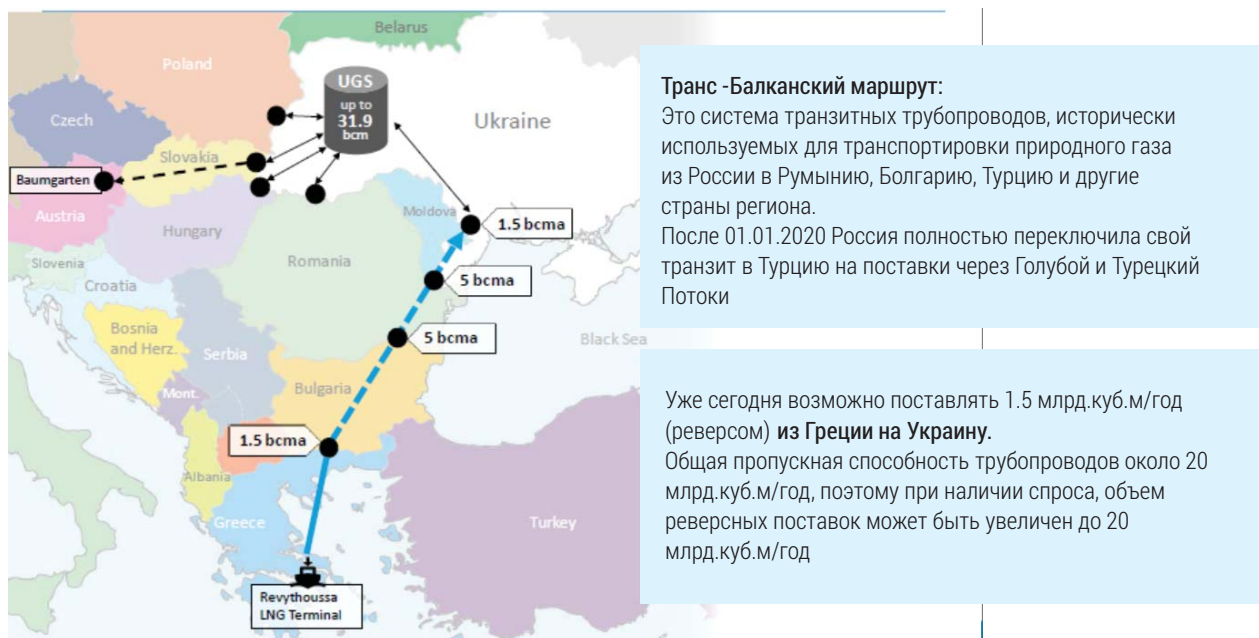 Belarus
Poland
UGS
up to
31.9
bcm
Ukraine
Czech
Slovakia
Baumgarten
Austria
Moldova
1.5 bcma
Hungary
Slovenia
Romania
Croatia
5 bcma
Bosnia
and Herz.
Serbia
5 bcma
Black Sea
Mont.
Bulgaria
1.5 bcma
Albania
Greece
Turkey
Revythoussa
LNG Terminal
Транс -Балканский маршрут:
Это система транзитных трубопроводов, исторически
используемых для транспортировки природного газа
из России в Румынию, Болгарию, Турцию и другие
страны региона.
После 01.01.2020 Россия полностью переключила свой
транзит в Турцию на поставки через Голубой и Турецкий
Потоки
Уже сегодня возможно поставлять 1.5 млрд.куб.м/год
(реверсом) из Греции на Украину.
Общая пропускная способность трубопроводов около 20
млрд.куб.м/год, поэтому при наличии спроса, объем
реверсных поставок может быть увеличен до 20
млрд.куб.м/год